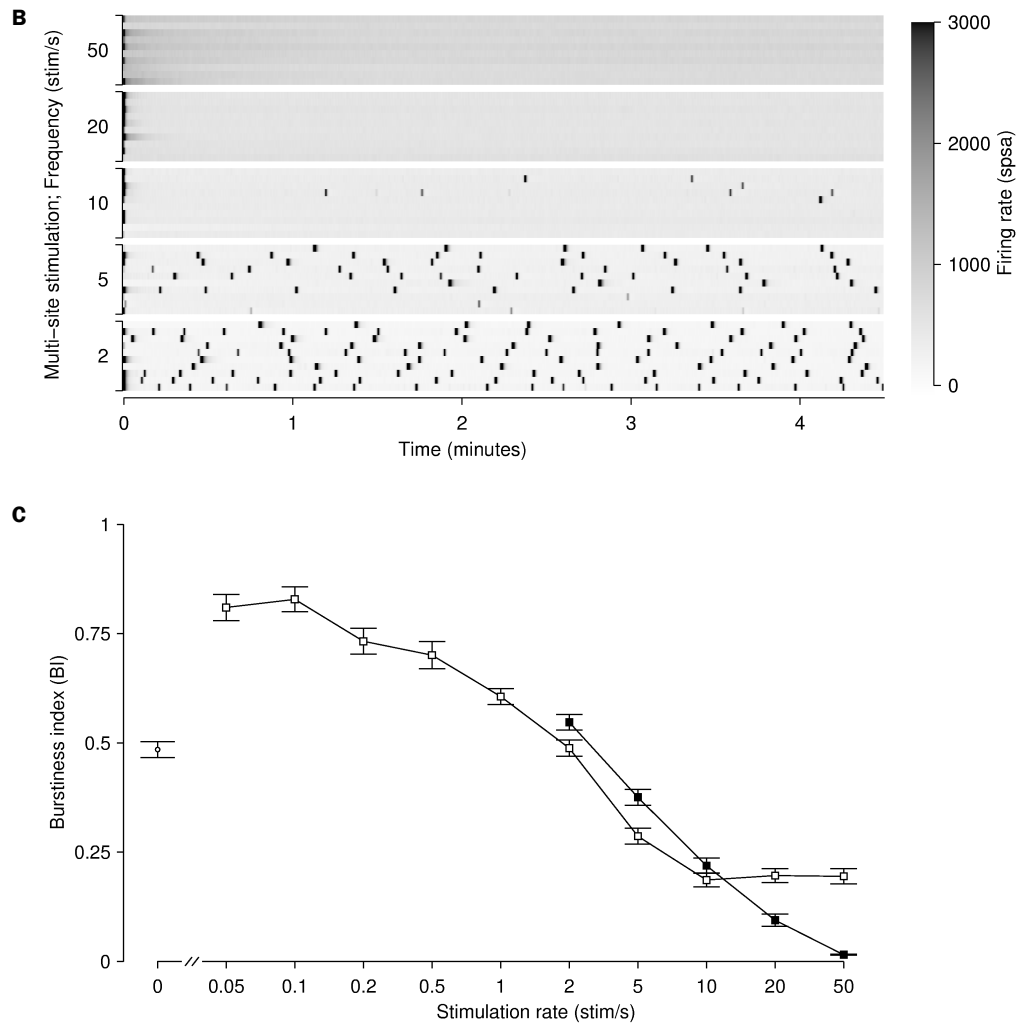 B
Multi–site stimulation; Frequency (stim/s)
50
20
10
5
2
0 1 2 3 4
Time (minutes)
3000
2000
1000
0
Firing rate (spsa)
C
Burstiness index (BI)
1
0.75
0.5
0.25
0
0 // 0.05 0.1 0.2 0.5 1 2 5 10 20 50
Stimulation rate (stim/s)